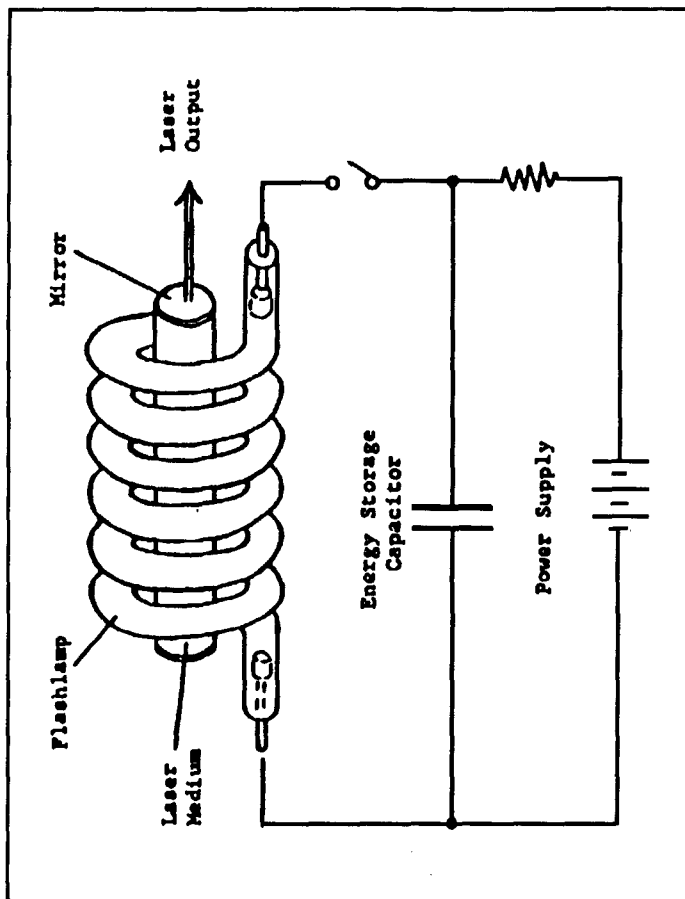 Laser
Output
Mirror
Flashlamp
Laser
Medium
Energy Storage
Capacitor
Power Supply